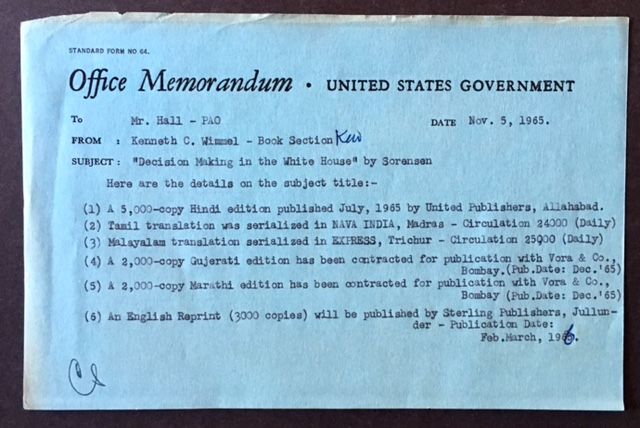 STANDARD FORM NO 64.
Office Memorandum • UNITED STATES GOVERNMENT
To Mr. Hall - PAO DATE Nov. 5, 1965.
FROM : Kenneth C. Wimmel - Book Section KCW
SUBJECT : "Decision Making in the White House" by Sorensen
Here are the details on the subject title:-
(1) A 5,000-copy Hindi edition published July, 1965 by United Publishers, Allahabad.
(2) Tamil translation was serialized in NAVA INDIA, Madras - Circulation 24000 (Daily)
(3) Malayalam translation serialized in EXPRESS, Trichur - Circulation 25000 (Daily)
(4) A 2,000-copy Gujerati edition has been contracted for publication with Vora & Co.,
Bombay.(Pub.Date: Dec.'65)
(5) A 2,000-copy Marathi edition has been contracted for publication with Vora & Co.,
Bombay (Pub.Date: Dec.'65)
(6) An English Reprint (3000 copies) will be published by Sterling Publishers, Jullun-
der - Publication Date:
Feb.March, 1966.